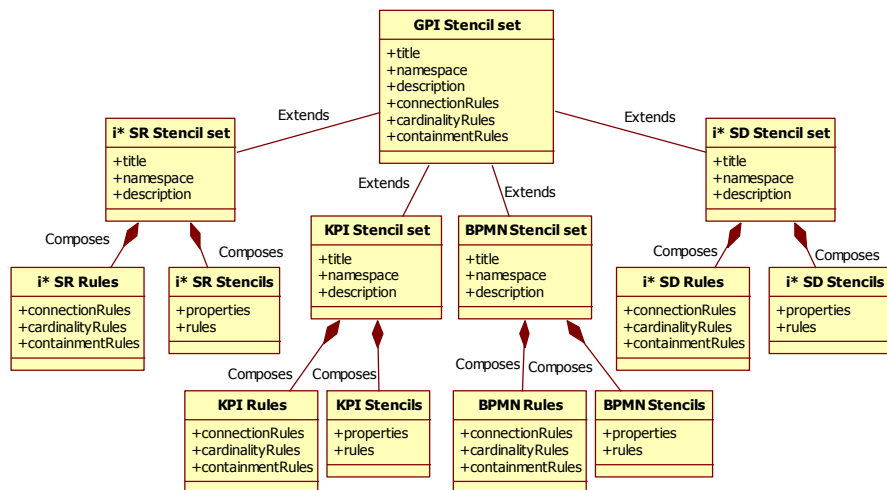 GPI Stencil set
+title
+namespace
+description
+connectionRules
+cardinalityRules
+containmentRules
Extends
Extends
i* SR Stencil set
+title
+namespace
+description
i* SD Stencil set
+title
+namespace
+description
Extends
Extends
KPI Stencil set
+title
+namespace
+description
BPMN Stencil set
+title
+namespace
+description
Composes
Composes
Composes
Composes
i* SR Rules
+connectionRules
+cardinalityRules
+containmentRules
i* SR Stencils
+properties
+rules
i* SD Rules
+connectionRules
+cardinalityRules
+containmentRules
i* SD Stencils
+properties
+rules
Composes
Composes
Composes
Composes
KPI Rules
+connectionRules
+cardinalityRules
+containmentRules
KPI Stencils
+properties
+rules
BPMN Rules
+connectionRules
+cardinalityRules
+containmentRules
BPMN Stencils
+properties
+rules